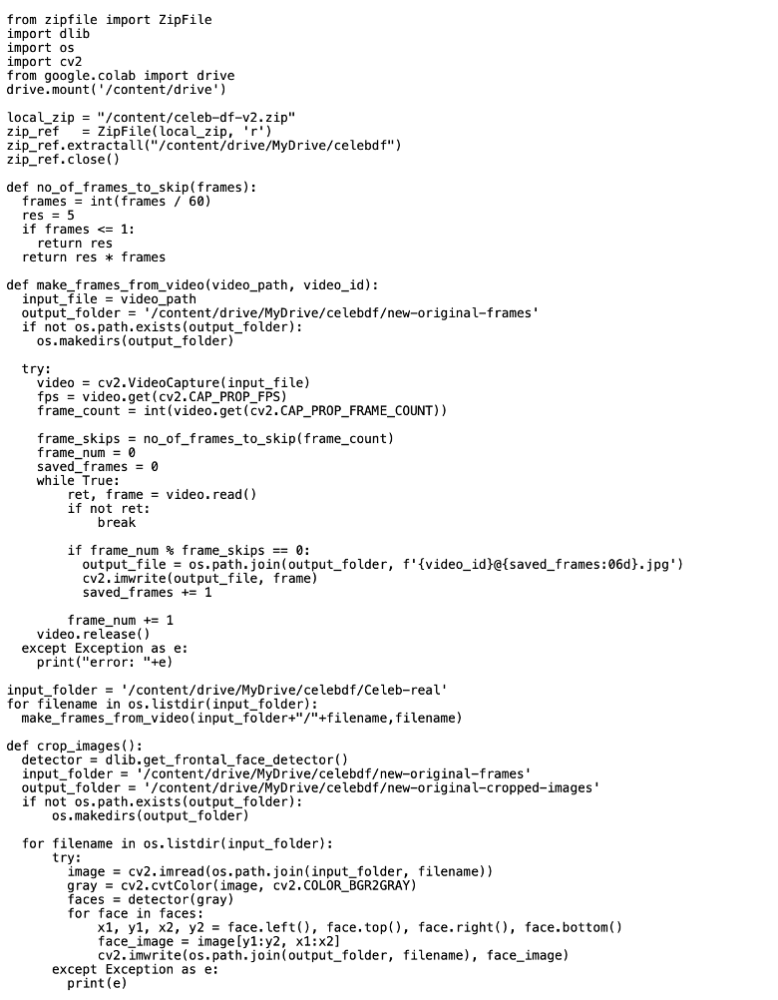 from zipfile import ZipFile
import dlib
import os
import cv2
from google.colab import drive
drive.mount('/content/drive')

local_zip = "/content/celeb-df-v2.zip"
zip_ref   = ZipFile(local_zip, 'r')
zip_ref.extractall("/content/drive/MyDrive/celebdf")
zip_ref.close()

def no_of_frames_to_skip(frames):
  frames = int(frames / 60)
  res = 5
  if frames <= 1:
    return res
  return res * frames

def make_frames_from_video(video_path, video_id):
  input_file = video_path
  output_folder = '/content/drive/MyDrive/celebdf/new-original-frames'
  if not os.path.exists(output_folder):
    os.makedirs(output_folder)

  try:
    video = cv2.VideoCapture(input_file)
    fps = video.get(cv2.CAP_PROP_FPS)
    frame_count = int(video.get(cv2.CAP_PROP_FRAME_COUNT))

    frame_skips = no_of_frames_to_skip(frame_count)
    frame_num = 0
    saved_frames = 0
    while True:
        ret, frame = video.read()
        if not ret:
            break

        if frame_num % frame_skips == 0:
          output_file = os.path.join(output_folder, f'{video_id}@{saved_frames:06d}.jpg')
          cv2.imwrite(output_file, frame)
          saved_frames += 1

        frame_num += 1
    video.release()
  except Exception as e:
    print("error: "+e)

input_folder = '/content/drive/MyDrive/celebdf/Celeb-real'
for filename in os.listdir(input_folder):
  make_frames_from_video(input_folder+"/"+filename,filename)

def crop_images():
  detector = dlib.get_frontal_face_detector()
  input_folder = '/content/drive/MyDrive/celebdf/new-original-frames'
  output_folder = '/content/drive/MyDrive/celebdf/new-original-cropped-images'
  if not os.path.exists(output_folder):
      os.makedirs(output_folder)

  for filename in os.listdir(input_folder):
      try:
        image = cv2.imread(os.path.join(input_folder, filename))
        gray = cv2.cvtColor(image, cv2.COLOR_BGR2GRAY)
        faces = detector(gray)
        for face in faces:
            x1, y1, x2, y2 = face.left(), face.top(), face.right(), face.bottom()
            face_image = image[y1:y2, x1:x2]
            cv2.imwrite(os.path.join(output_folder, filename), face_image)
      except Exception as e:
        print(e)